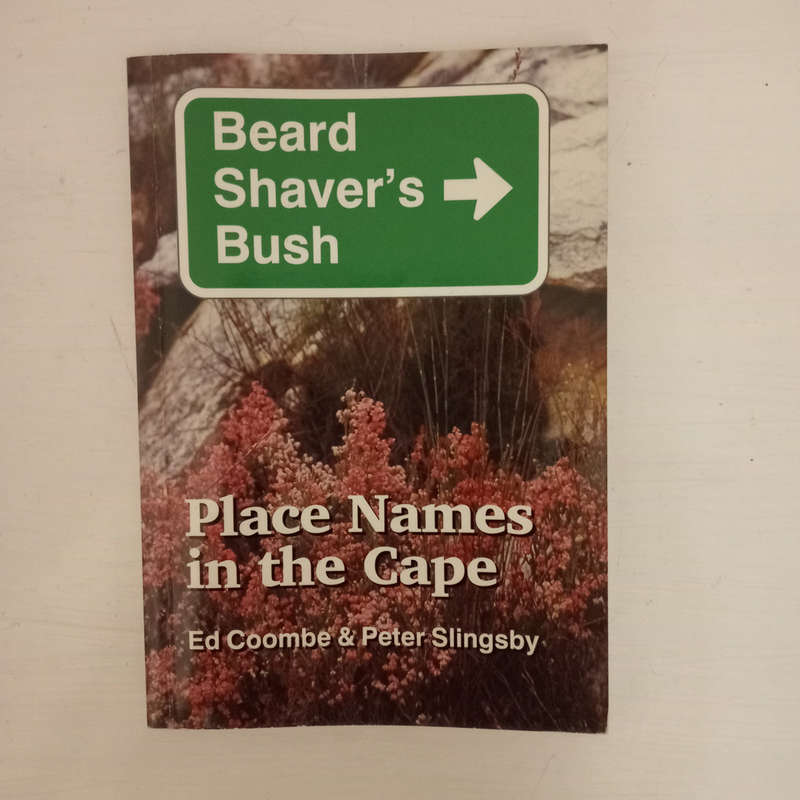 Beard
Shaver's
Bush
Place Names
in the Cape
Ed Coombe & Peter Slingsby